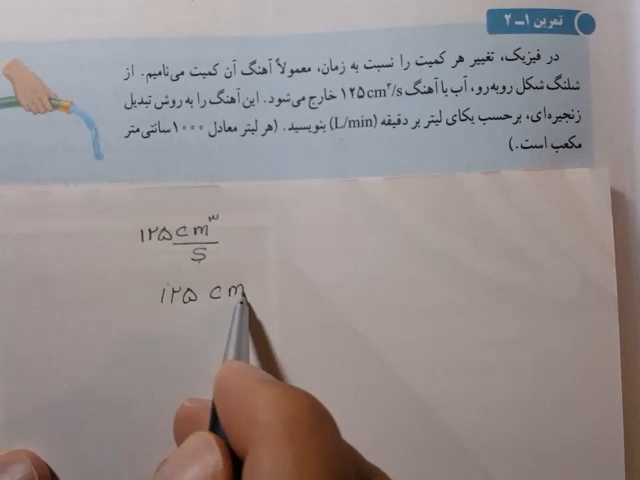 تمرین ۱-۲
در فیزیک، تغییر هر کمیت را نسبت به زمان، معمولاً آهنگ آن کمیت می‌نامیم. از
شلنگ شکل روبه‌رو، آب با آهنگ ۱۲۵cm³/s خارج می‌شود. این آهنگ را به روش تبدیل
زنجیره‌ای، برحسب یکای لیتر بر دقیقه (L/min) بنویسید. (هر لیتر معادل ۱۰۰۰ سانتی‌متر
مکعب است.)
۱۲۵ cm³
s
۱۲۵ cm